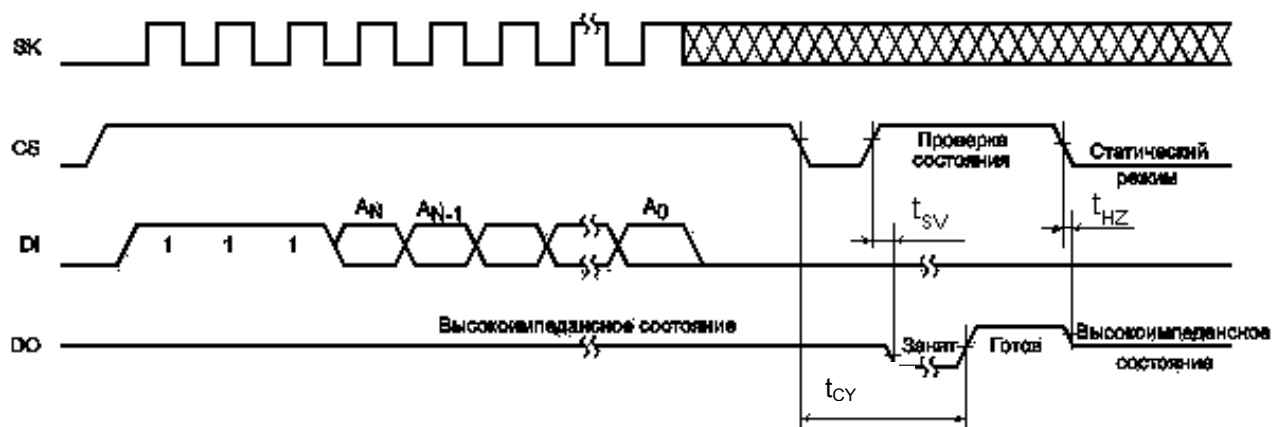 SK
CS
Проверка
состояния
Статический
режим
tSV
tHZ
DI
1 1 1 AN AN-1 A0
DO
Высокоимпедансное состояние
Занят
Готов
Высокоимпедансное
состояние
tCY